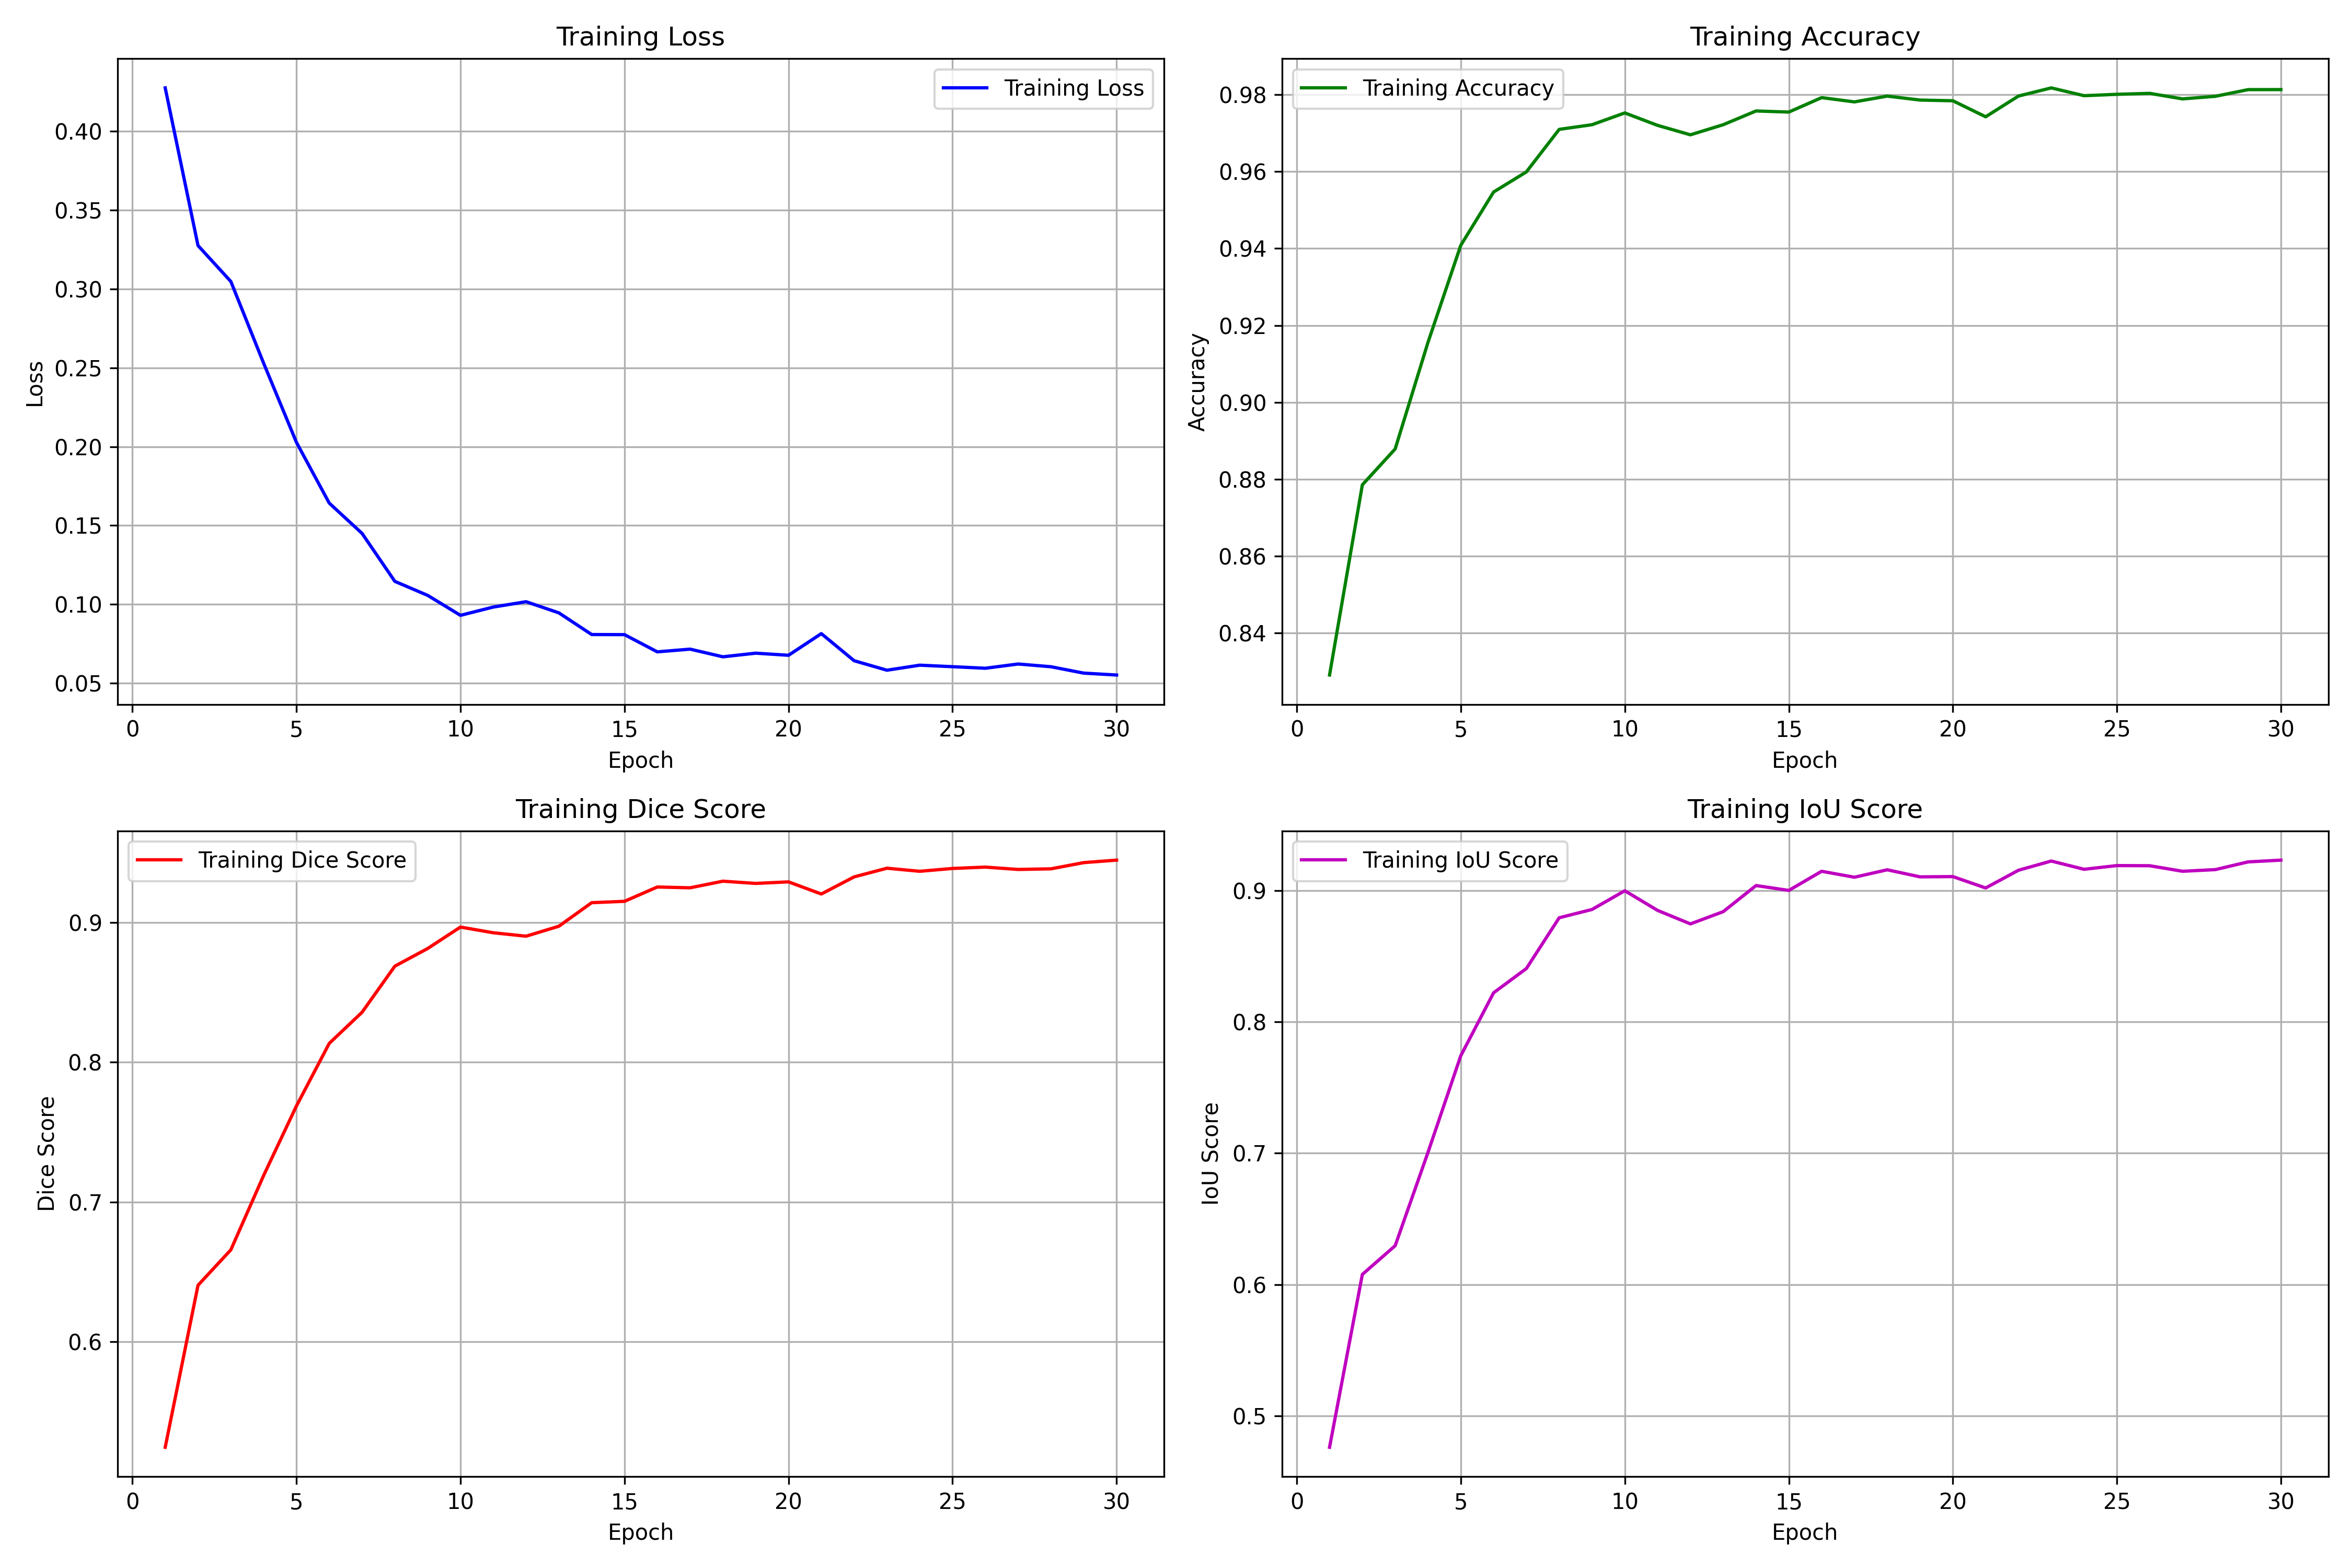 Training Loss
Training Loss
0.40
0.35
0.30
0.25
0.20
0.15
0.10
0.05
Loss
0 5 10 15 20 25 30
Epoch
Training Accuracy
Training Accuracy
0.98
0.96
0.94
0.92
0.90
0.88
0.86
0.84
Accuracy
0 5 10 15 20 25 30
Epoch
Training Dice Score
Training Dice Score
0.9
0.8
0.7
0.6
Dice Score
0 5 10 15 20 25 30
Epoch
Training IoU Score
Training IoU Score
0.9
0.8
0.7
0.6
0.5
IoU Score
0 5 10 15 20 25 30
Epoch